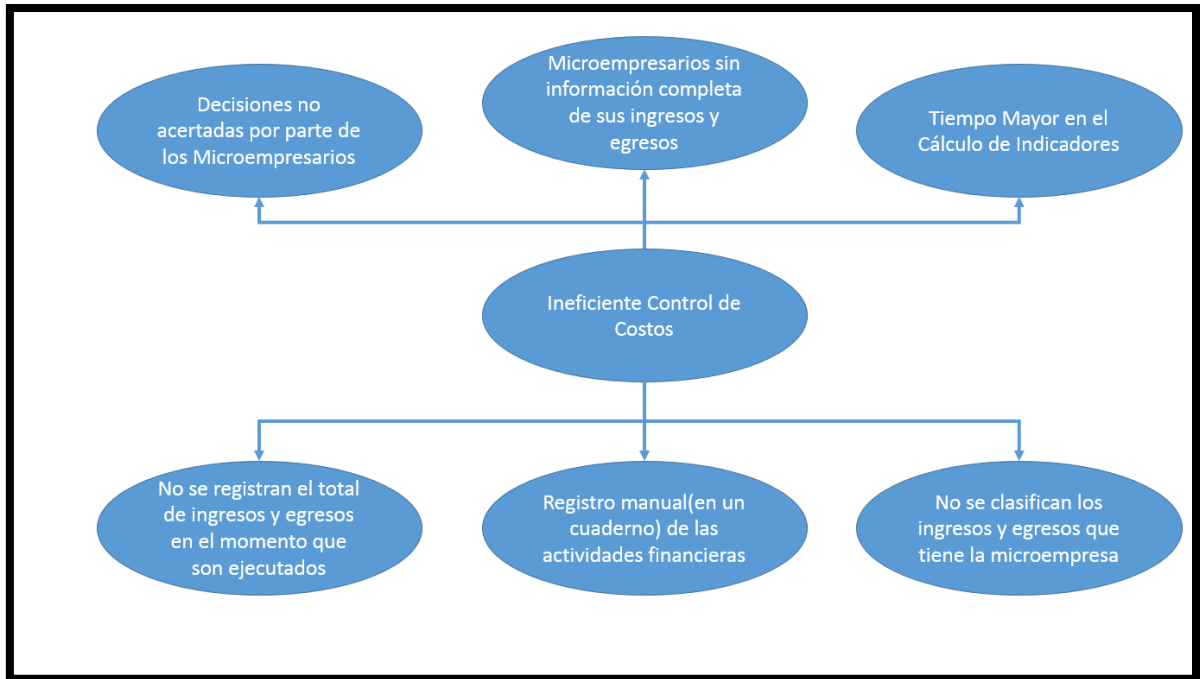 Decisiones no
acertadas por parte de
los Microempresarios
Microempresarios sin
información completa
de sus ingresos y
egresos
Tiempo Mayor en el
Cálculo de Indicadores
Ineficiente Control de
Costos
No se registran el total
de ingresos y egresos
en el momento que
son ejecutados
Registro manual(en un
cuaderno) de las
actividades financieras
No se clasifican los
ingresos y egresos que
tiene la microempresa